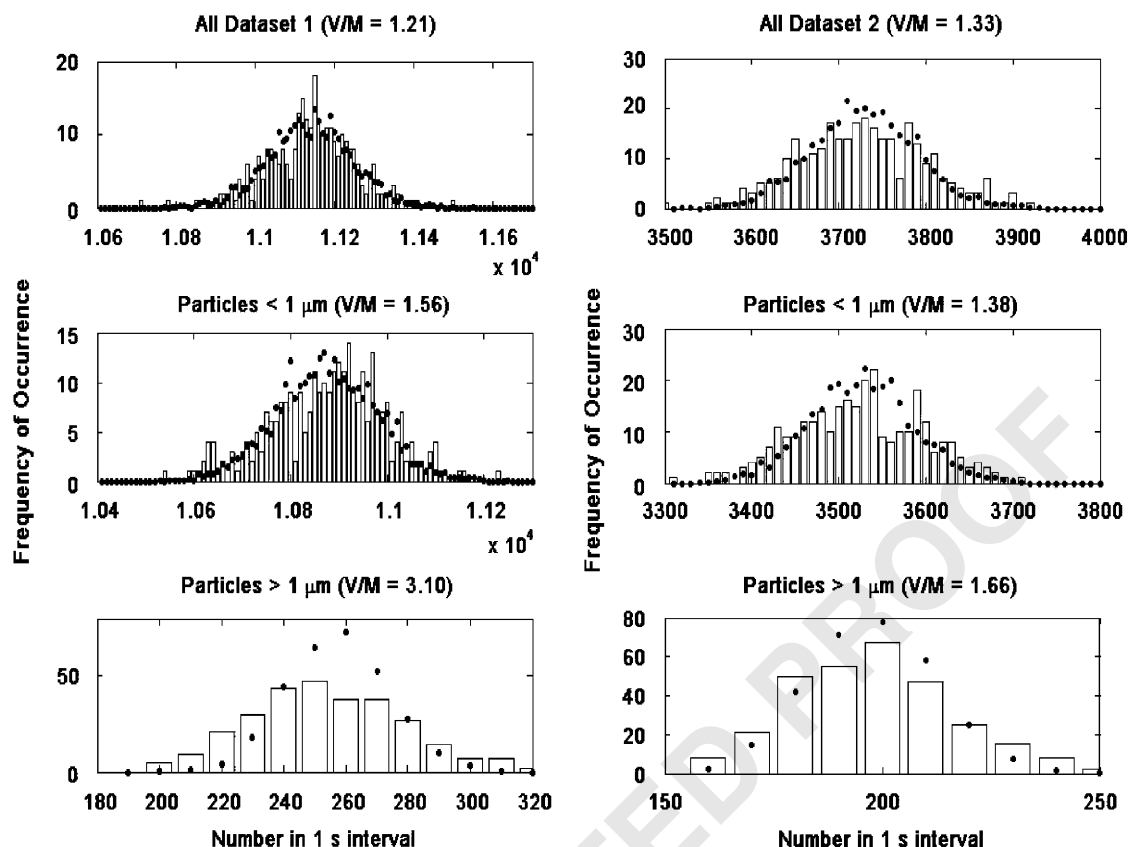 All Dataset 1 (V/M = 1.21)
20
10
0
1.06 1.08 1.1 1.12 1.14 1.16
x 10^4
All Dataset 2 (V/M = 1.33)
30
20
10
0
3500 3600 3700 3800 3900 4000
Particles < 1 μm (V/M = 1.56)
15
10
5
0
1.04 1.06 1.08 1.1 1.12
x 10^4
Particles < 1 μm (V/M = 1.38)
30
20
10
0
3300 3400 3500 3600 3700 3800
Frequency of Occurrence
Frequency of Occurrence
Particles > 1 μm (V/M = 3.10)
50
0
180 200 220 240 260 280 300 320
Number in 1 s interval
Particles > 1 μm (V/M = 1.66)
80
60
40
20
0
150 200 250
Number in 1 s interval
TED PROOF